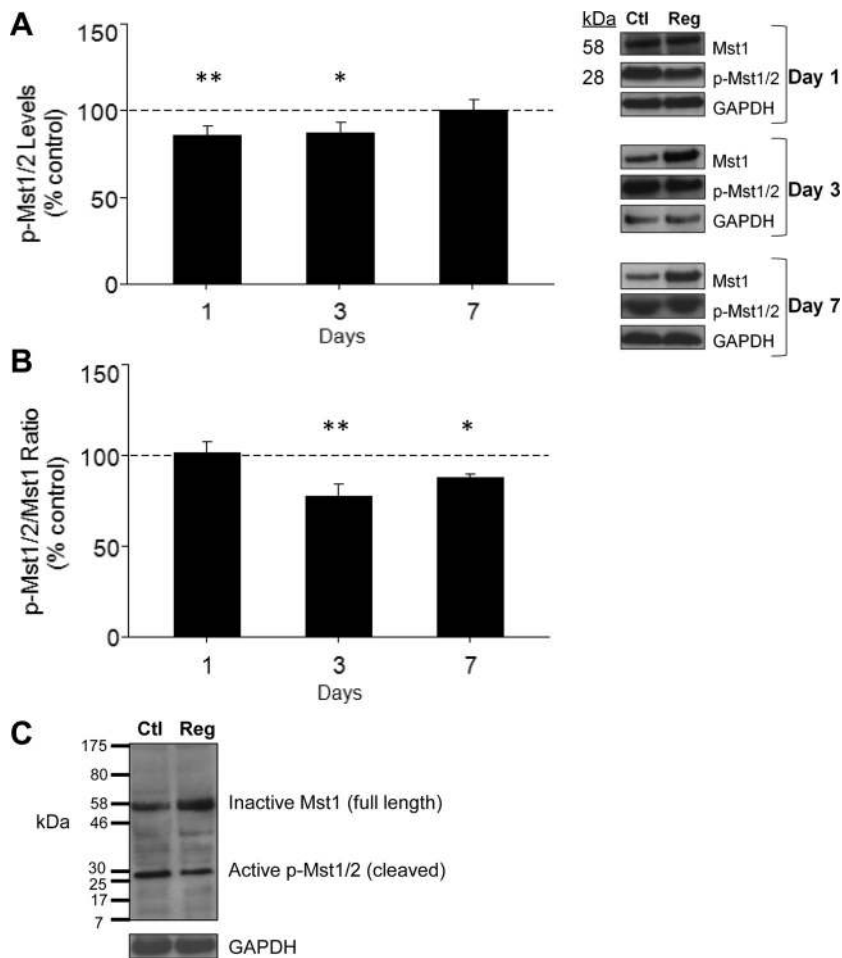 A
p-Mst1/2 Levels
(% control)
150
100
50
0
** *
1 3 7
Days
kDa Ctl Reg
58 Mst1
28 p-Mst1/2 Day 1
GAPDH
Mst1
p-Mst1/2 Day 3
GAPDH
Mst1
p-Mst1/2 Day 7
GAPDH
B
p-Mst1/2/Mst1 Ratio
(% control)
150
100
50
0
** *
1 3 7
Days
C
Ctl Reg
kDa
175
80
58 Inactive Mst1 (full length)
46
30 Active p-Mst1/2 (cleaved)
25
17
7
GAPDH